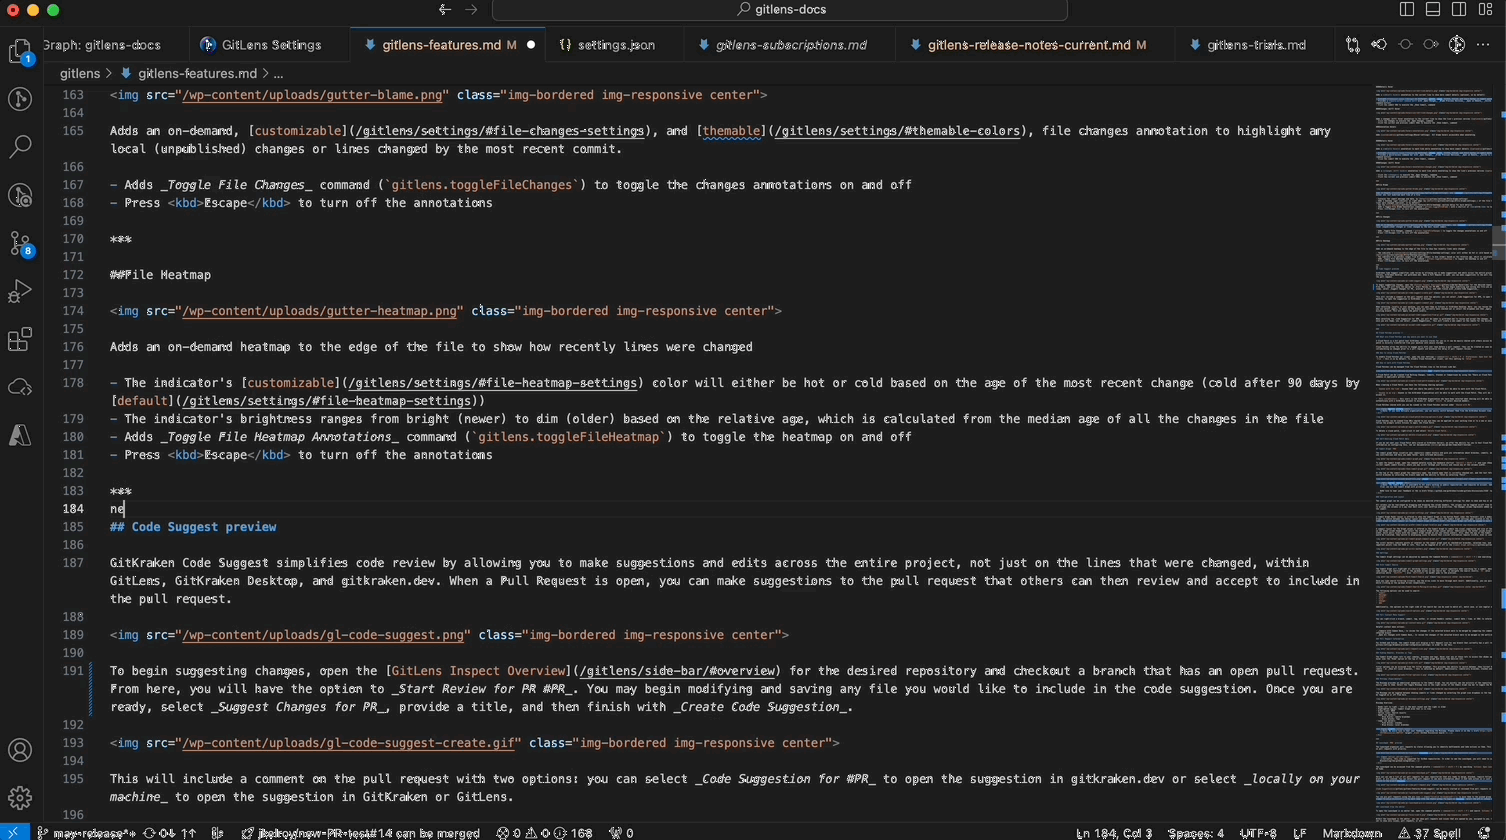 gitlens-docs
Graph: gitlens-docs GitLens Settings gitlens-features.md M settings.json gitlens-subscriptions.md gitlens-release-notes-current.md M gitlens-trials.md
gitlens > gitlens-features.md > ...
163 <img src="/wp-content/uploads/gutter-blame.png" class="img-bordered img-responsive center">
164
165 Adds an on-demand, [customizable](/gitlens/settings/#file-changes-settings), and [themable](/gitlens/settings/#themable-colors), file changes annotation to highlight any
local (unpublished) changes or lines changed by the most recent commit.
166
167 - Adds _Toggle File Changes_ command (`gitlens.toggleFileChanges`) to toggle the changes annotations on and off
168 - Press <kbd>Escape</kbd> to turn off the annotations
169
170 ***
171
172 ###File Heatmap
173
174 <img src="/wp-content/uploads/gutter-heatmap.png" class="img-bordered img-responsive center">
175
176 Adds an on-demand heatmap to the edge of the file to show how recently lines were changed
177
178 - The indicator's [customizable](/gitlens/settings/#file-heatmap-settings) color will either be hot or cold based on the age of the most recent change (cold after 90 days by
[default](/gitlens/settings/#file-heatmap-settings))
179 - The indicator's brightness ranges from bright (newer) to dim (older) based on the relative age, which is calculated from the median age of all the changes in the file
180 - Adds _Toggle File Heatmap Annotations_ command (`gitlens.toggleFileHeatmap`) to toggle the heatmap on and off
181 - Press <kbd>Escape</kbd> to turn off the annotations
182
183 ***
184 ne
185 ## Code Suggest preview
186
187 GitKraken Code Suggest simplifies code review by allowing you to make suggestions and edits across the entire project, not just on the lines that were changed, within
GitLens, GitKraken Desktop, and gitkraken.dev. When a Pull Request is open, you can make suggestions to the pull request that others can then review and accept to include in
the pull request.
188
189 <img src="/wp-content/uploads/gl-code-suggest.png" class="img-bordered img-responsive center">
190
191 To begin suggesting changes, open the [GitLens Inspect Overview](/gitlens/side-bar/#overview) for the desired repository and checkout a branch that has an open pull request.
From here, you will have the option to _Start Review for PR #PR_. You may begin modifying and saving any file you would like to include in the code suggestion. Once you are
ready, select _Suggest Changes for PR_, provide a title, and then finish with _Create Code Suggestion_.
192
193 <img src="/wp-content/uploads/gl-code-suggest-create.gif" class="img-bordered img-responsive center">
194
195 This will include a comment on the pull request with two options: you can select _Code Suggestion for #PR_ to open the suggestion in gitkraken.dev or select _locally on your
machine_ to open the suggestion in GitKraken or GitLens.
196
1
8
may-release*+ 0↓ 1↑ can be merged 0 0 168 0 Ln 184, Col 3 Spaces: 4 UTF-8 LF Markdown 37 Spell